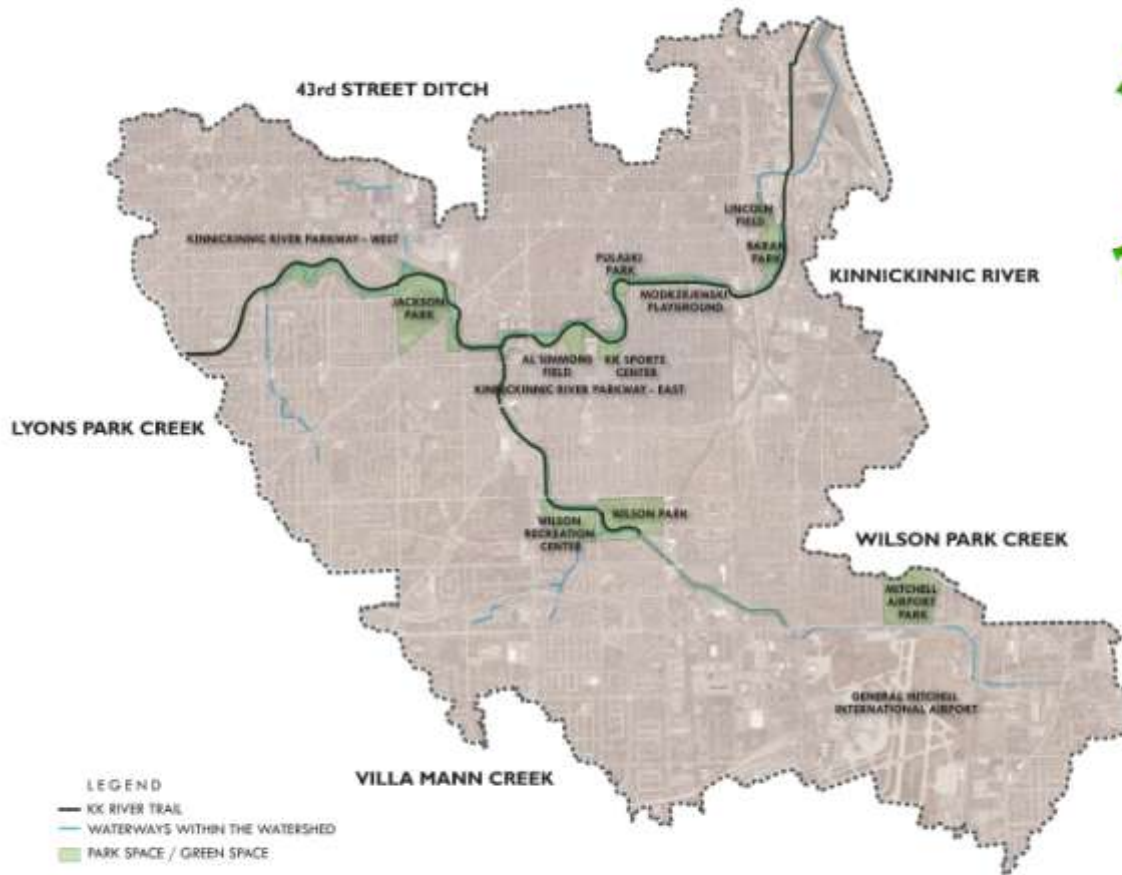 43rd STREET DITCH
LINCOLN
FIELD
KINNICKINNIC RIVER PARKWAY - WEST
BARAN
PARK
PULASKI
PARK
KINNICKINNIC RIVER
JACKSON
PARK
MODRZEJEWSKI
PLAYGROUND
AL SIMMONS
FIELD
KK SPORTS
CENTER
KINNICKINNIC RIVER PARKWAY - EAST
LYONS PARK CREEK
WILSON PARK
WILSON
RECREATION
CENTER
WILSON PARK CREEK
MITCHELL
AIRPORT
PARK
GENERAL MITCHELL
INTERNATIONAL AIRPORT
VILLA MANN CREEK
LEGEND
KK RIVER TRAIL
WATERWAYS WITHIN THE WATERSHED
PARK SPACE / GREEN SPACE